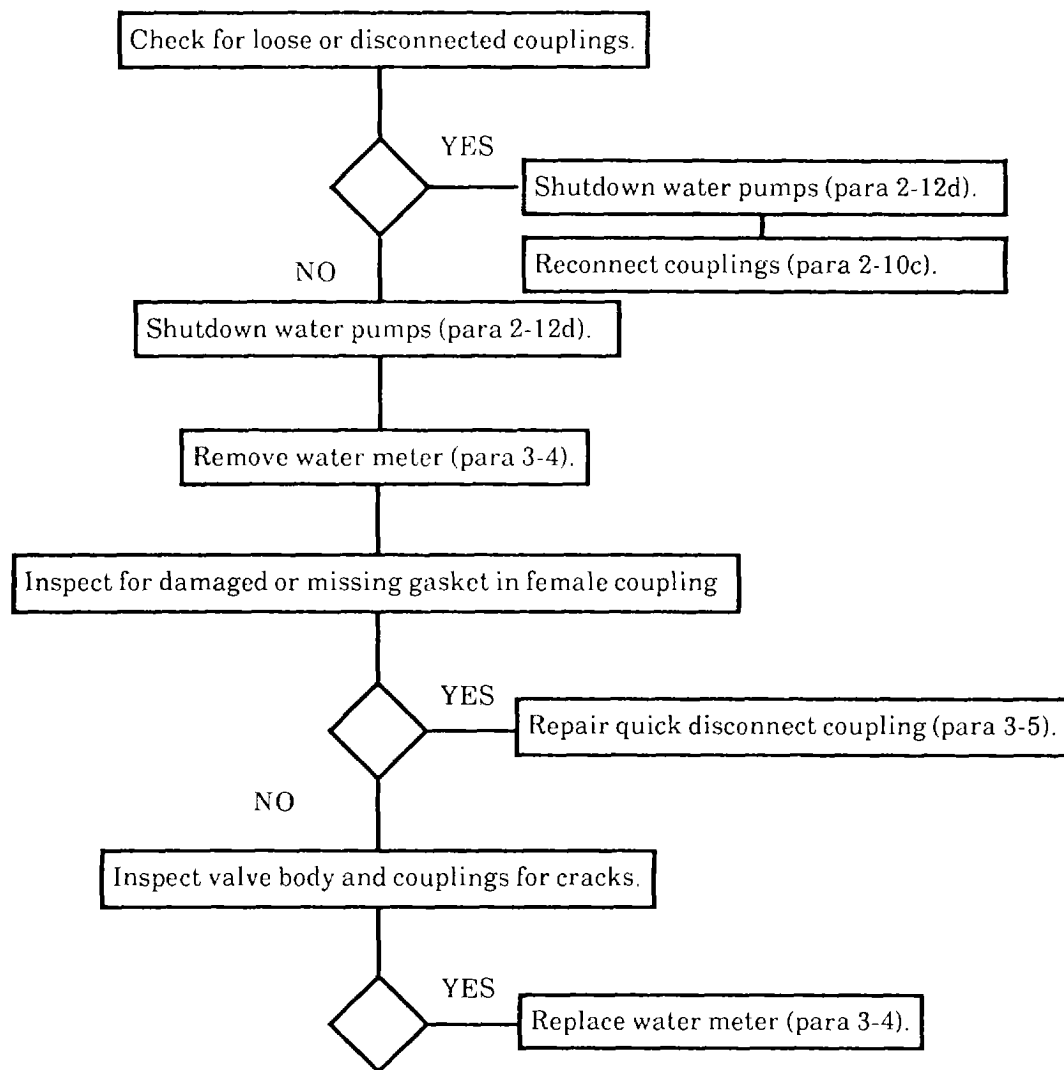 Check for loose or disconnected couplings.
YES
Shutdown water pumps (para 2-12d).
Reconnect couplings (para 2-10c).
NO
Shutdown water pumps (para 2-12d).
Remove water meter (para 3-4).
Inspect for damaged or missing gasket in female coupling
YES
Repair quick disconnect coupling (para 3-5).
NO
Inspect valve body and couplings for cracks.
YES
Replace water meter (para 3-4).